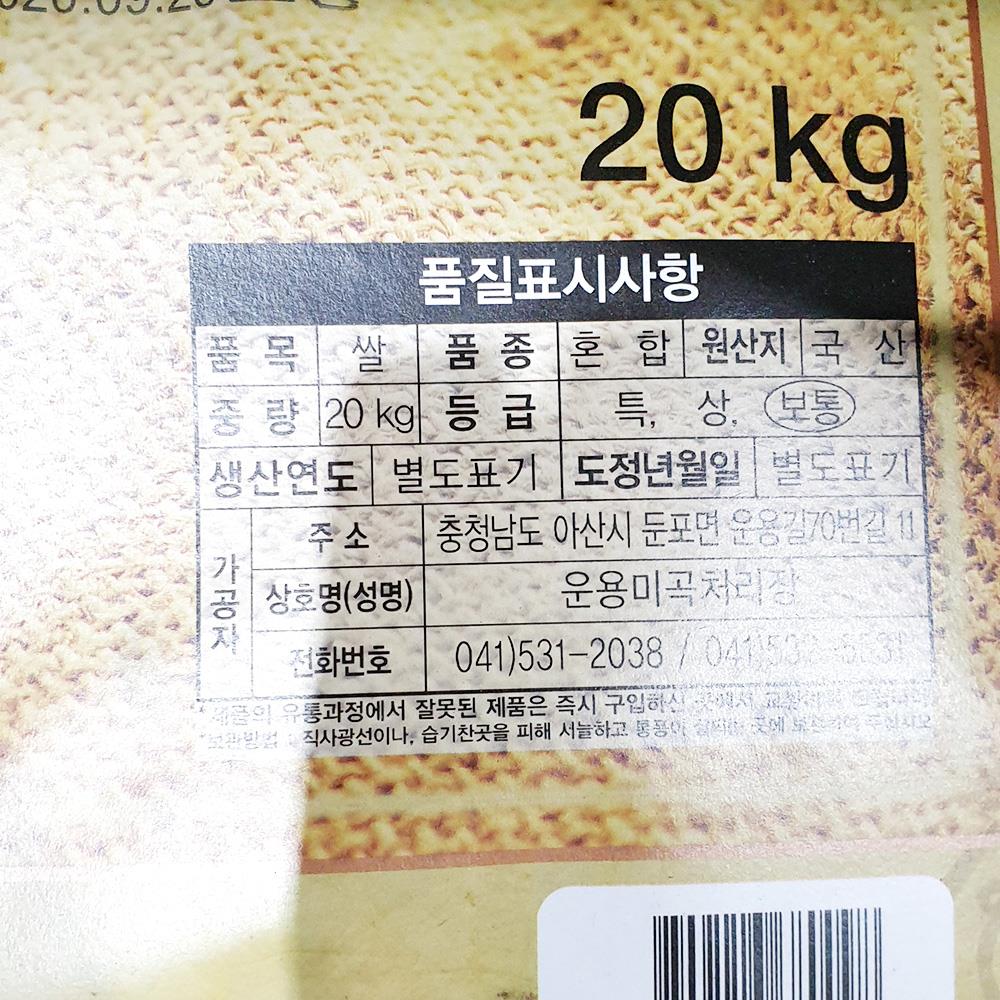 20 kg
품질표시사항
품 목 쌀 품 종 혼 합 원산지 국 산
중 량 20 kg 등 급 특, 상, 보통
생산연도 별도표기 도정년월일 별도표기
가공자
주 소 충청남도 아산시 둔포면 운용길70번길 11
상호명(성명) 운용미곡처리장
전화번호 041)531-2038 /
유통과정에서 잘못된 제품은 즉시 구입하신
보관방법 직사광선이나, 습기찬곳을 피해 서늘하고 통풍이 곳에